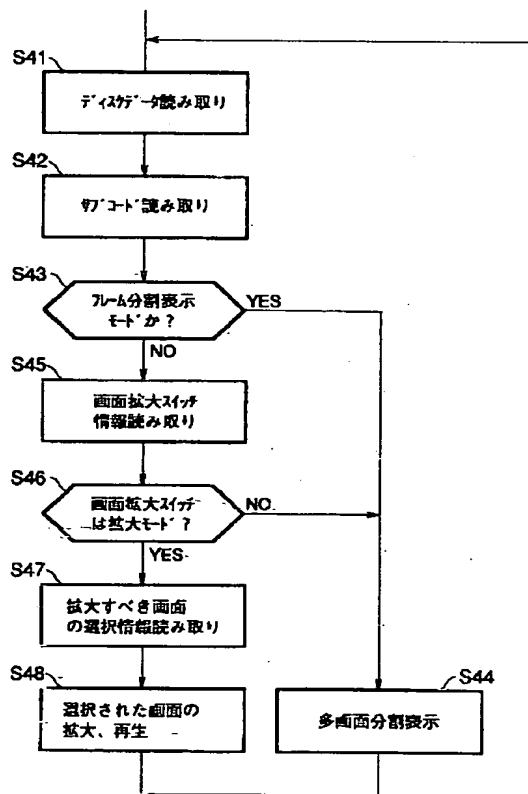 S41
ディスクデータ読み取り
S42
サブコード読み取り
S43
フレーム分割表示
モードか？
YES
NO
S45
画面拡大スイッチ
情報読み取り
S46
画面拡大スイッチ
は拡大モード？
NO
YES
S47
拡大すべき画面
の選択情報読み取り
S48
選択された画面の
拡大、再生
S44
多画面分割表示